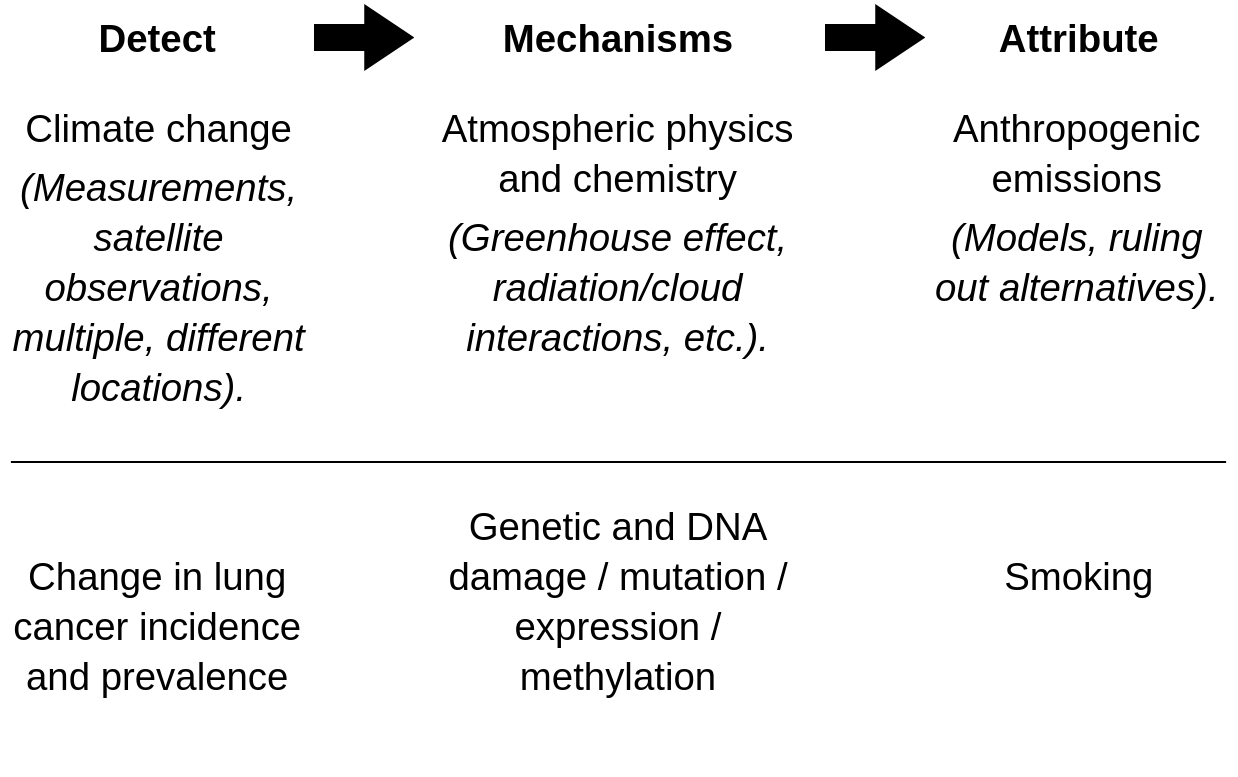 Detect
Mechanisms
Attribute
Climate change
(Measurements,
satellite
observations,
multiple, different
locations).
Atmospheric physics
and chemistry
(Greenhouse effect,
radiation/cloud
interactions, etc.).
Anthropogenic
emissions
(Models, ruling
out alternatives).
Change in lung
cancer incidence
and prevalence
Genetic and DNA
damage / mutation /
expression /
methylation
Smoking